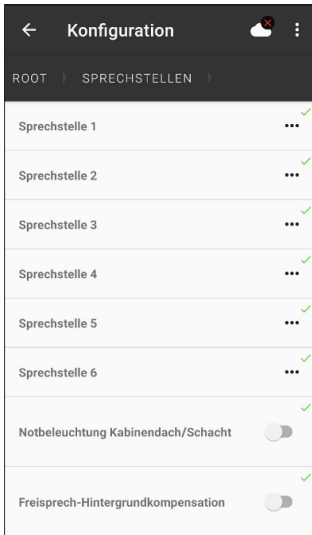 Konfiguration
ROOT SPRECHSTELLEN
Sprechstelle 1
Sprechstelle 2
Sprechstelle 3
Sprechstelle 4
Sprechstelle 5
Sprechstelle 6
Notbeleuchtung Kabinendach/Schacht
Freisprech-Hintergrundkompensation